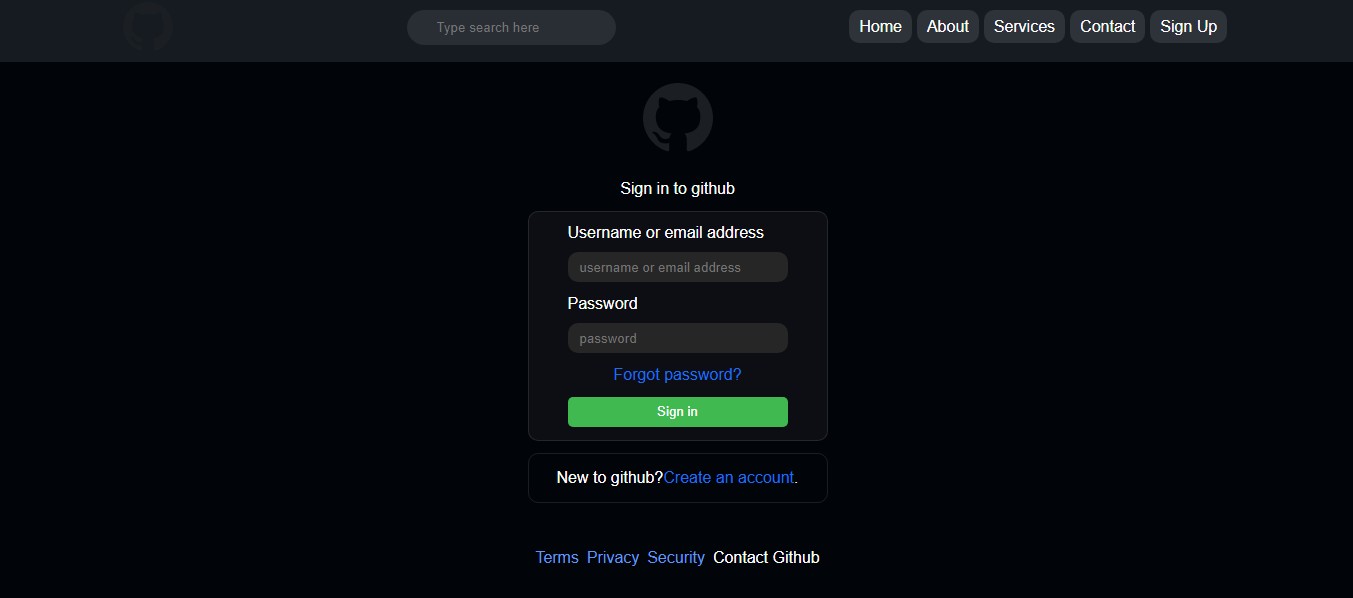 Type search here
Home About Services Contact Sign Up
Sign in to github
Username or email address
username or email address
Password
password
Forgot password?
Sign in
New to github?Create an account.
Terms Privacy Security Contact Github